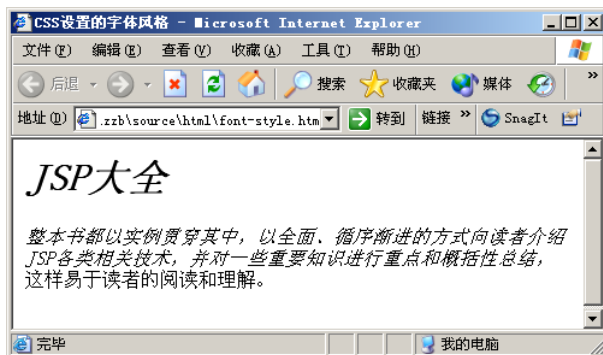 CSS设置的字体风格 - Microsoft Internet Explorer
文件(F) 编辑(E) 查看(V) 收藏(A) 工具(T) 帮助(H)
后退 搜索 收藏夹 媒体 »
地址(D) .zzb\source\html\font-style.htm 转到 链接 » SnagIt
JSP大全
整本书都以实例贯穿其中，以全面、循序渐进的方式向读者介绍
JSP各类相关技术，并对一些重要知识进行重点和概括性总结，
这样易于读者的阅读和理解。
完毕 我的电脑